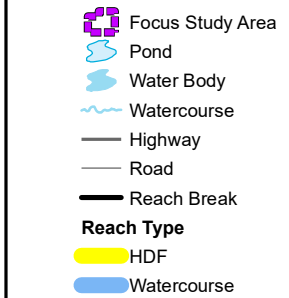 Focus Study Area
Pond
Water Body
Watercourse
Highway
Road
Reach Break
Reach Type
HDF
Watercourse